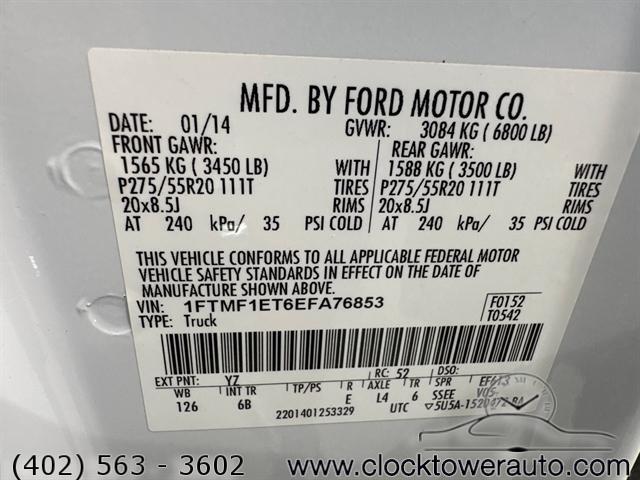 MFD. BY FORD MOTOR CO.
DATE: 01/14 GVWR: 3084 KG ( 6800 LB)
FRONT GAWR: REAR GAWR:
1565 KG ( 3450 LB) WITH 1588 KG ( 3500 LB) WITH
P275/55R20 111T TIRES P275/55R20 111T TIRES
20x8.5J RIMS 20x8.5J RIMS
AT 240 kPa/ 35 PSI COLD AT 240 kPa/ 35 PSI COLD
THIS VEHICLE CONFORMS TO ALL APPLICABLE FEDERAL MOTOR
VEHICLE SAFETY STANDARDS IN EFFECT ON THE DATE OF
MANUFACTURE SHOWN ABOVE.
VIN: 1FTMF1ET6EFA76853 F0152
TYPE: Truck T0542
EXT PNT: YZ RC: 52 DSO:
WB INT TR TP/PS R AXLE TR SPR
126 6B E L4 6 SSEE
2201401253329 UTC
(402) 563 - 3602 www.clocktowerauto.com